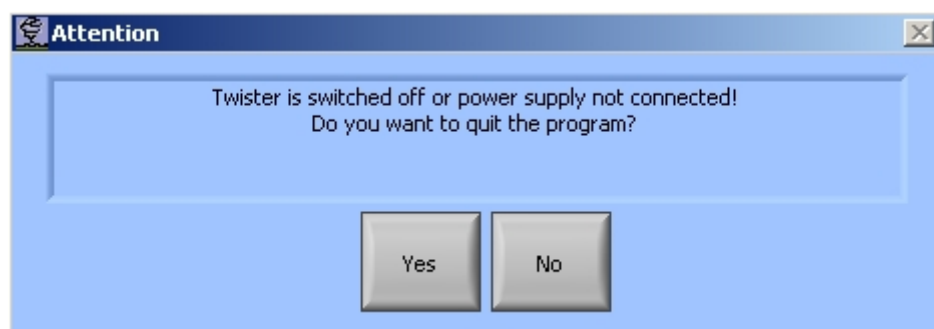 Attention
Twister is switched off or power supply not connected!
Do you want to quit the program?
Yes
No